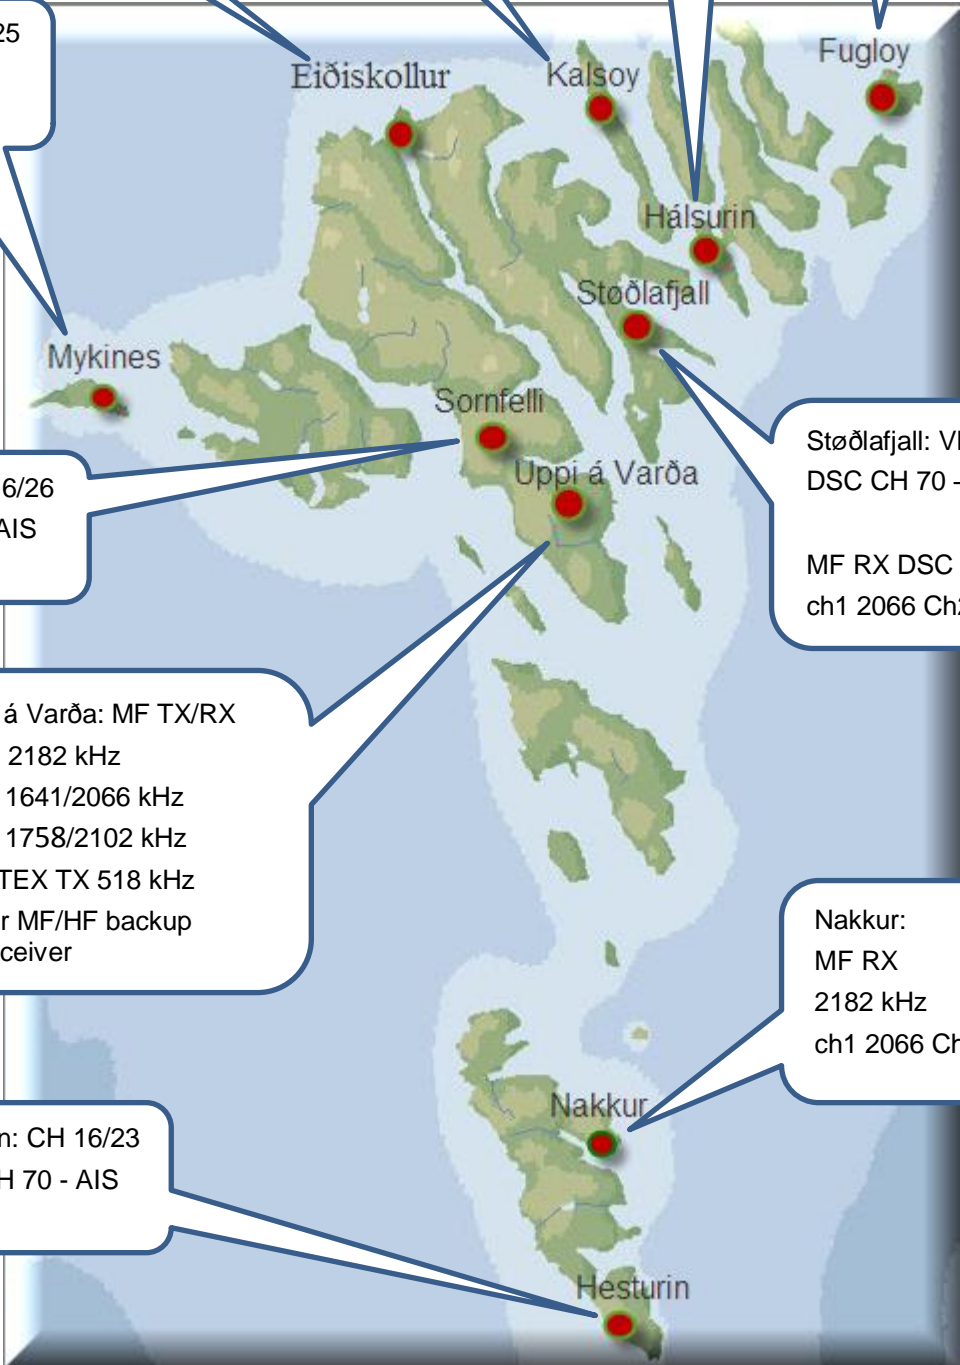 25
Fugloy
Eiðiskollur
Kalsoy
Hálsurin
Støðlafjall
Mykines
Sornfelli
Uppi á Varða
6/26
AIS
Støðlafjall:
DSC CH 70 -
MF RX DSC
ch1 2066
á Varða: MF TX/RX
2182 kHz
1641/2066 kHz
1758/2102 kHz
TEX TX 518 kHz
MF/HF backup
ceiver
Nakkur:
MF RX
2182 kHz
ch1 2066
Nakkur
n: CH 16/23
H 70 - AIS
Hesturin